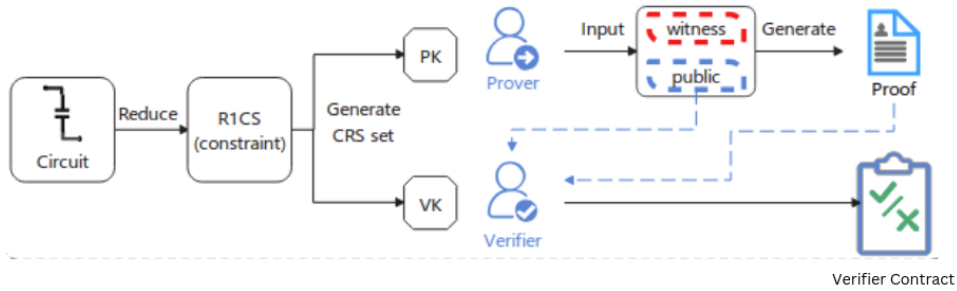 Circuit
Reduce
R1CS
(constraint)
Generate
CRS set
PK
VK
Prover
Input
witness
public
Generate
Proof
Verifier
Verifier Contract